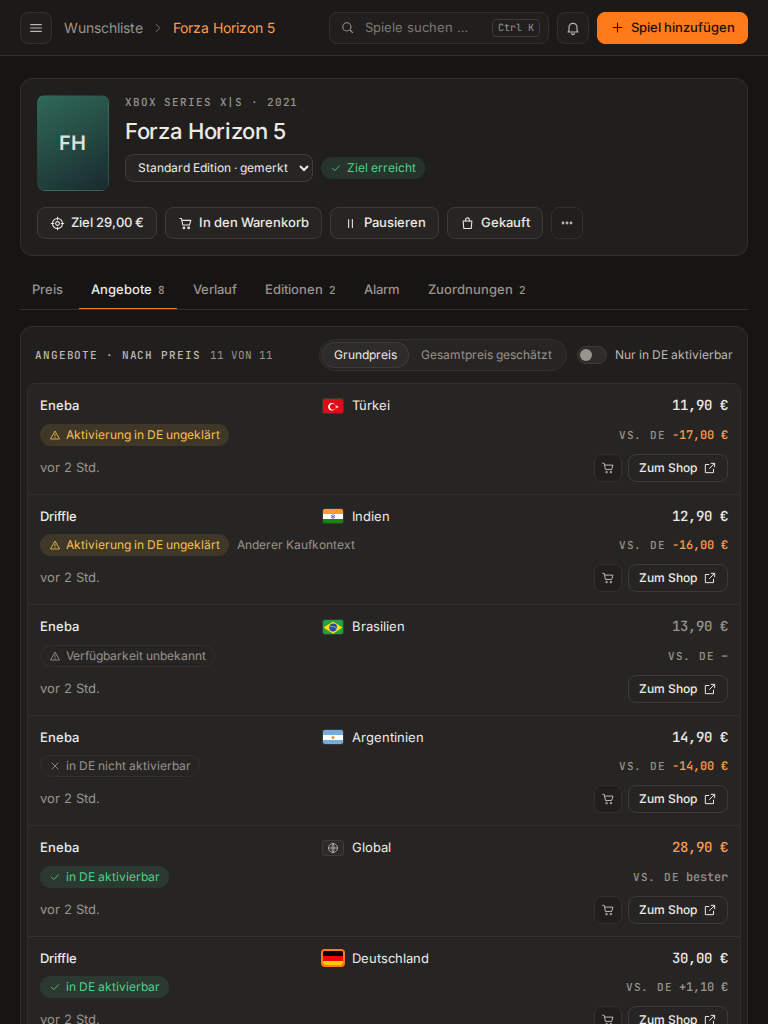 Wunschliste > Forza Horizon 5
Spiele suchen ...
Ctrl K
Spiel hinzufügen
FH
XBOX SERIES X|S · 2021
Forza Horizon 5
Standard Edition · gemerkt
Ziel erreicht
Ziel 29,00 €
In den Warenkorb
Pausieren
Gekauft
Preis
Angebote 8
Verlauf
Editionen 2
Alarm
Zuordnungen 2
ANGEBOTE · NACH PREIS 11 VON 11
Grundpreis
Gesamtpreis geschätzt
Nur in DE aktivierbar
Eneba
Türkei
11,90 €
Aktivierung in DE ungeklärt
VS. DE -17,00 €
vor 2 Std.
Zum Shop
Driffle
Indien
12,90 €
Aktivierung in DE ungeklärt
Anderer Kaufkontext
VS. DE -16,00 €
vor 2 Std.
Zum Shop
Eneba
Brasilien
13,90 €
Verfügbarkeit unbekannt
VS. DE –
vor 2 Std.
Zum Shop
Eneba
Argentinien
14,90 €
in DE nicht aktivierbar
VS. DE -14,00 €
vor 2 Std.
Zum Shop
Eneba
Global
28,90 €
in DE aktivierbar
VS. DE bester
vor 2 Std.
Zum Shop
Driffle
Deutschland
30,00 €
in DE aktivierbar
VS. DE +1,10 €
vor 2 Std.
Zum Shop